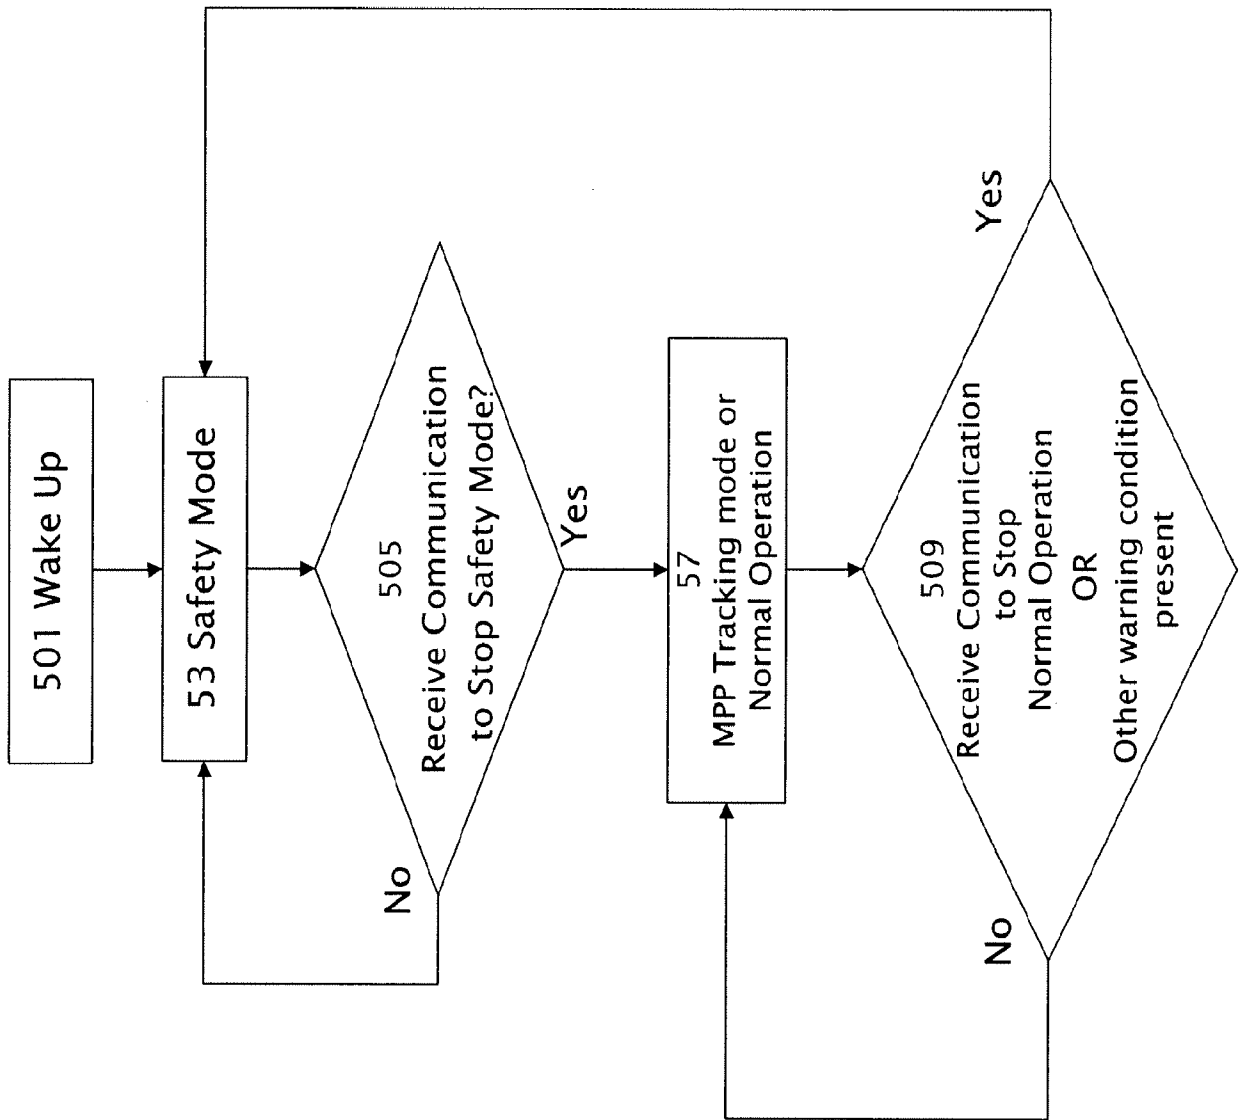 501 Wake Up
53 Safety Mode
505
Receive Communication
to Stop Safety Mode?
No
Yes
57
MPP Tracking mode or
Normal Operation
509
Receive Communication
to Stop
Normal Operation
OR
Other warning condition
present
No
Yes